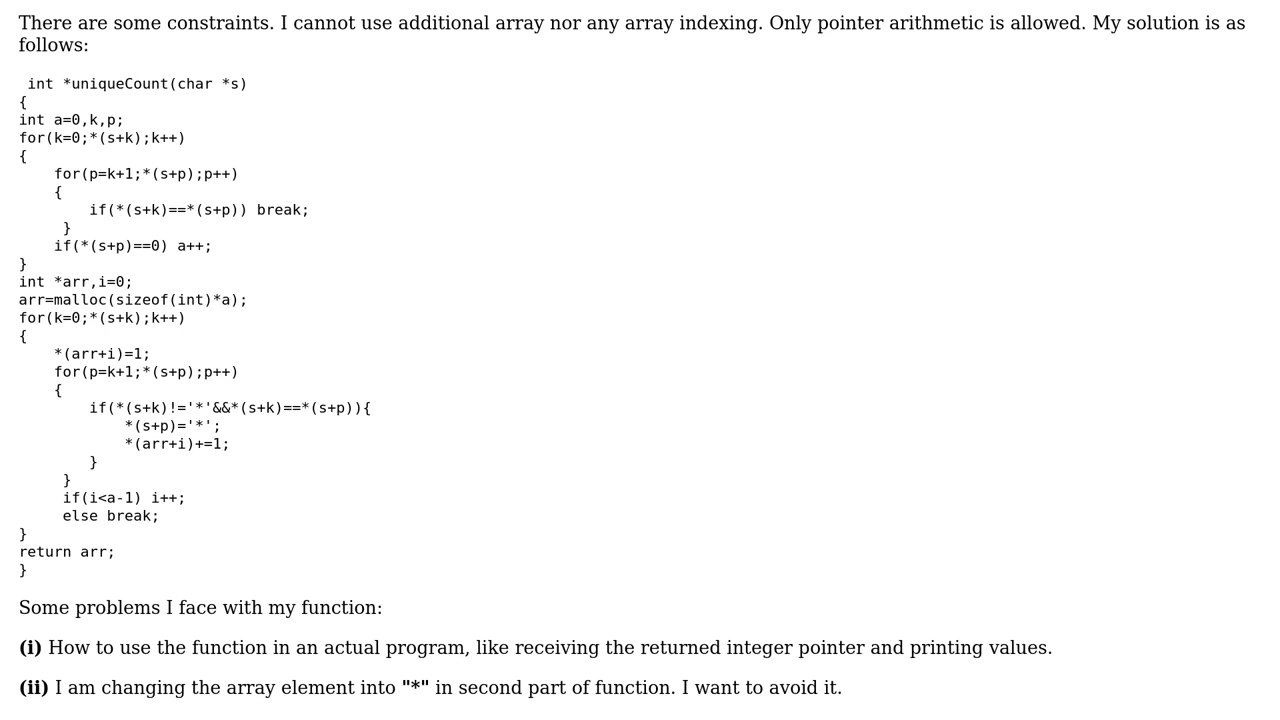 There are some constraints. I cannot use additional array nor any array indexing. Only pointer arithmetic is allowed. My solution is as
follows:
 int *uniqueCount(char *s)
{
int a=0,k,p;
for(k=0;*(s+k);k++)
{
    for(p=k+1;*(s+p);p++)
    {
        if(*(s+k)==*(s+p)) break;
     }
    if(*(s+p)==0) a++;
}
int *arr,i=0;
arr=malloc(sizeof(int)*a);
for(k=0;*(s+k);k++)
{
    *(arr+i)=1;
    for(p=k+1;*(s+p);p++)
    {
        if(*(s+k)!='*'&&*(s+k)==*(s+p)){
            *(s+p)='*';
            *(arr+i)+=1;
        }
     }
     if(i<a-1) i++;
     else break;
}
return arr;
}
Some problems I face with my function:
(i) How to use the function in an actual program, like receiving the returned integer pointer and printing values.
(ii) I am changing the array element into "*" in second part of function. I want to avoid it.